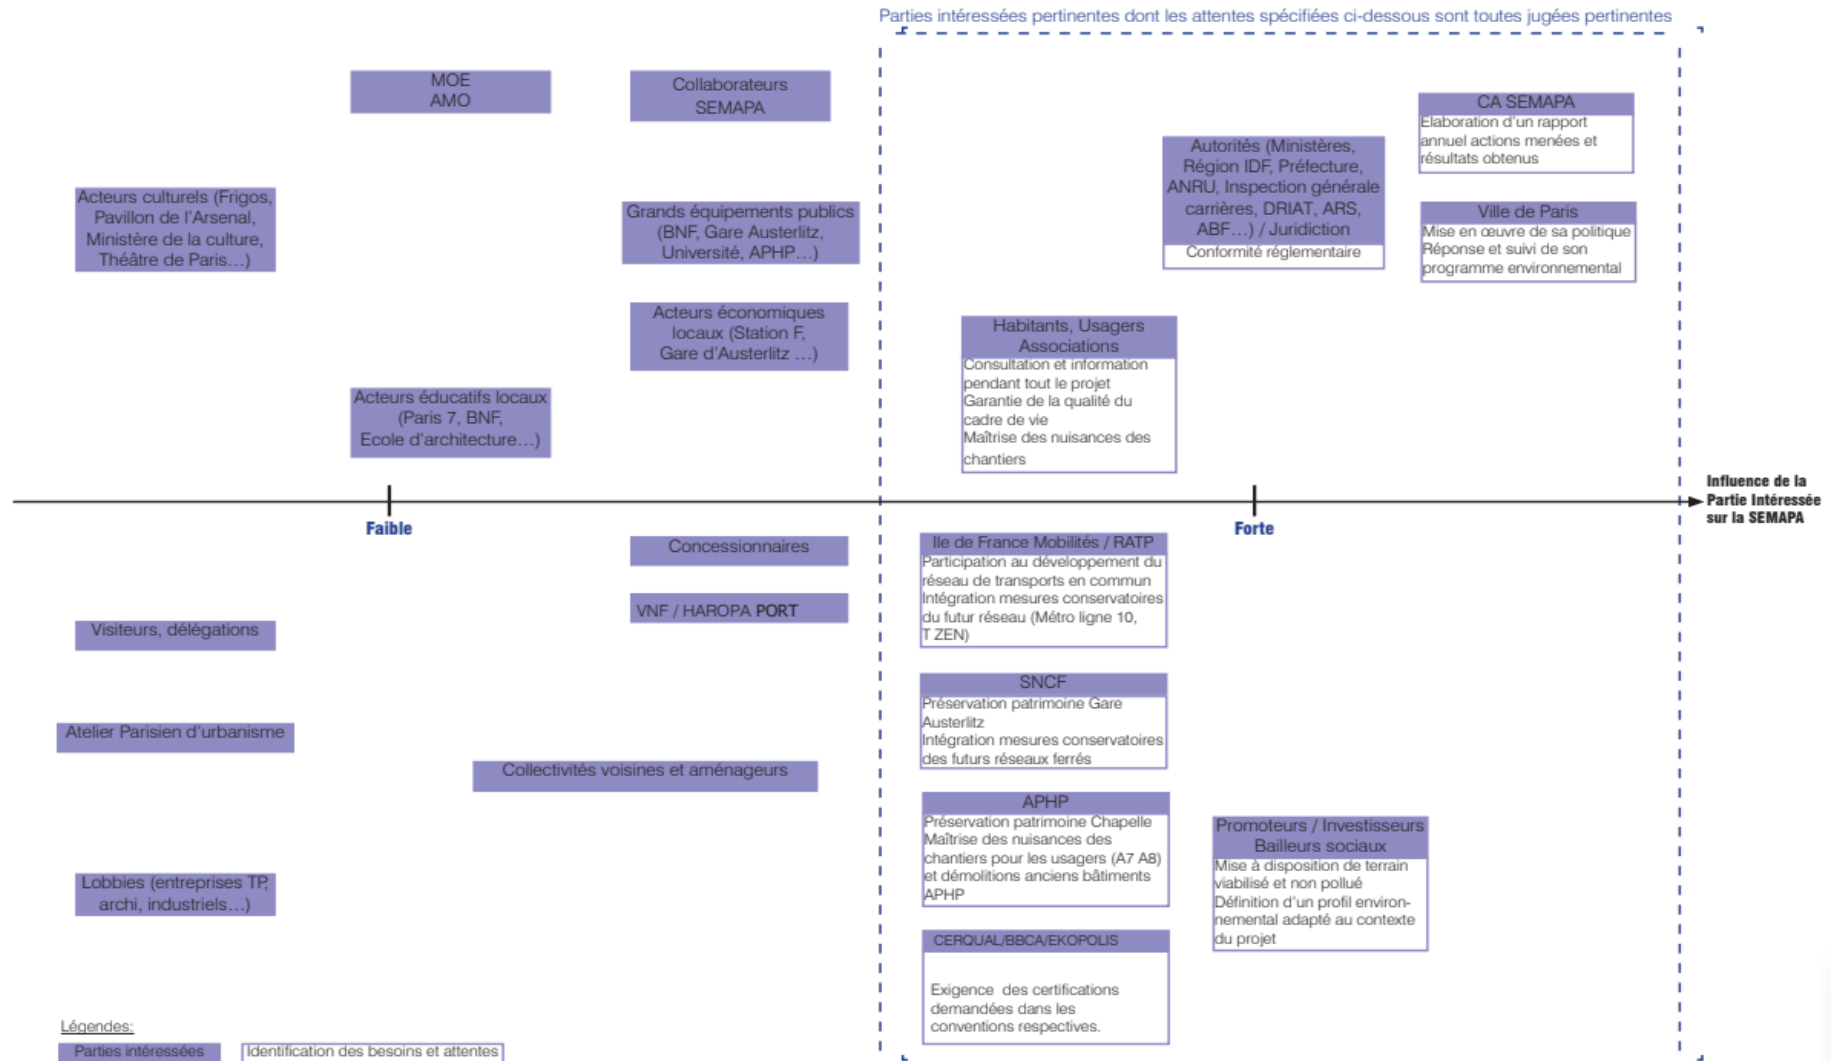 Parties intéressées pertinentes dont les attentes spécifiées ci-dessous sont toutes jugées pertinentes
MOE
AMO
Collaborateurs
SEMAPA
CA SEMAPA
Elaboration d'un rapport
annuel actions menées et
résultats obtenus
Autorités (Ministères,
Région IDF, Préfecture,
ANRU, Inspection générale
carrières, DRIAT, ARS,
ABF…) / Juridiction
Conformité réglementaire
Acteurs culturels (Frigos,
Pavillon de l'Arsenal,
Ministère de la culture,
Théâtre de Paris…)
Grands équipements publics
(BNF, Gare Austerlitz,
Université, APHP…)
Ville de Paris
Mise en œuvre de sa politique
Réponse et suivi de son
programme environnemental
Acteurs économiques
locaux (Station F,
Gare d'Austerlitz …)
Habitants, Usagers
Associations
Consultation et information
pendant tout le projet
Garantie de la qualité du
cadre de vie
Maîtrise des nuisances des
chantiers
Acteurs éducatifs locaux
(Paris 7, BNF,
Ecole d'architecture…)
Influence de la
Partie Intéressée
sur la SEMAPA
Faible
Forte
Concessionnaires
VNF / HAROPA PORT
Ile de France Mobilités / RATP
Participation au développement du
réseau de transports en commun
Intégration mesures conservatoires
du futur réseau (Métro ligne 10,
T ZEN)
Visiteurs, délégations
SNCF
Préservation patrimoine Gare
Austerlitz
Intégration mesures conservatoires
des futurs réseaux ferrés
Atelier Parisien d'urbanisme
Collectivités voisines et aménageurs
APHP
Préservation patrimoine Chapelle
Maîtrise des nuisances des
chantiers pour les usagers (A7 A8)
et démolitions anciens bâtiments
APHP
Promoteurs / Investisseurs
Bailleurs sociaux
Mise à disposition de terrain
viabilisé et non pollué
Définition d'un profil environ-
nemental adapté au contexte
du projet
Lobbies (entreprises TP,
archi, industriels…)
CERQUAL/BBCA/EKOPOLIS
Exigence des certifications
demandées dans les
conventions respectives.
Légendes:
Parties intéressées
Identification des besoins et attentes